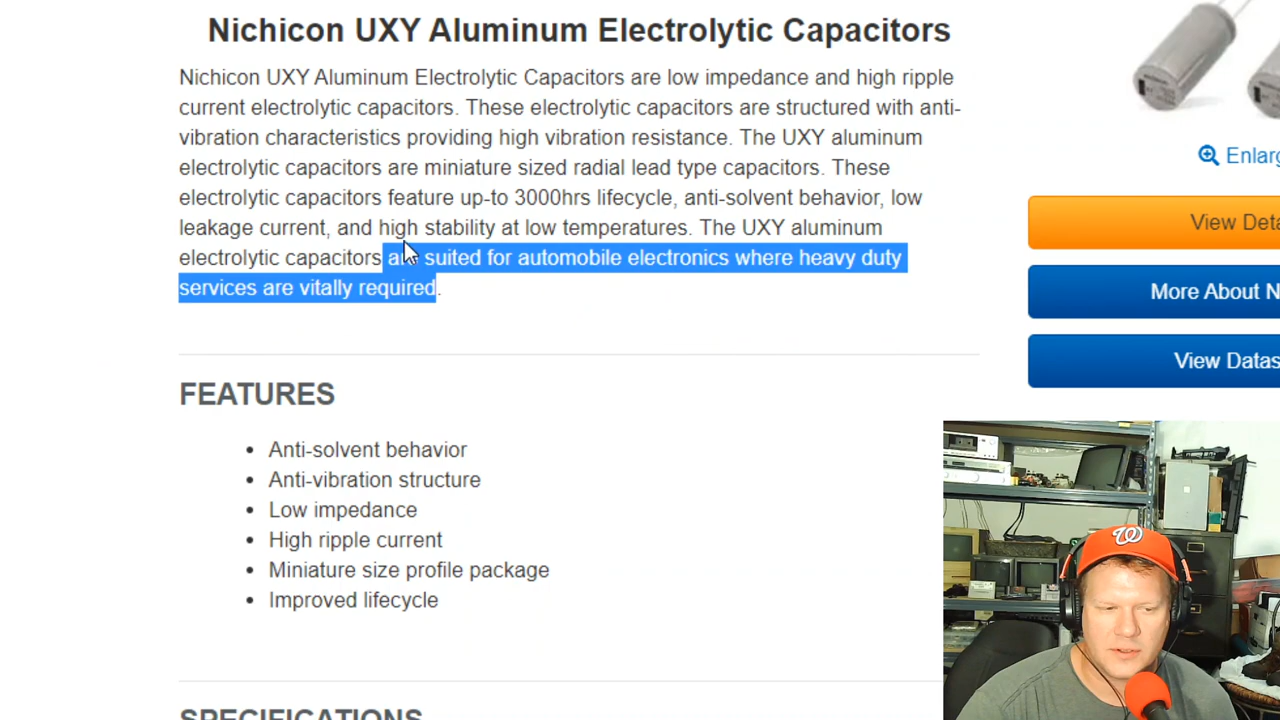 Nichicon UXY Aluminum Electrolytic Capacitors
Nichicon UXY Aluminum Electrolytic Capacitors are low impedance and high ripple
current electrolytic capacitors. These electrolytic capacitors are structured with anti-
vibration characteristics providing high vibration resistance. The UXY aluminum
electrolytic capacitors are miniature sized radial lead type capacitors. These
electrolytic capacitors feature up-to 3000hrs lifecycle, anti-solvent behavior, low
leakage current, and high stability at low temperatures. The UXY aluminum
electrolytic capacitors are suited for automobile electronics where heavy duty
services are vitally required.
Enlarg
View Deta
More About N
View Datas
FEATURES
• Anti-solvent behavior
• Anti-vibration structure
• Low impedance
• High ripple current
• Miniature size profile package
• Improved lifecycle
SPECIFICATIONS
W